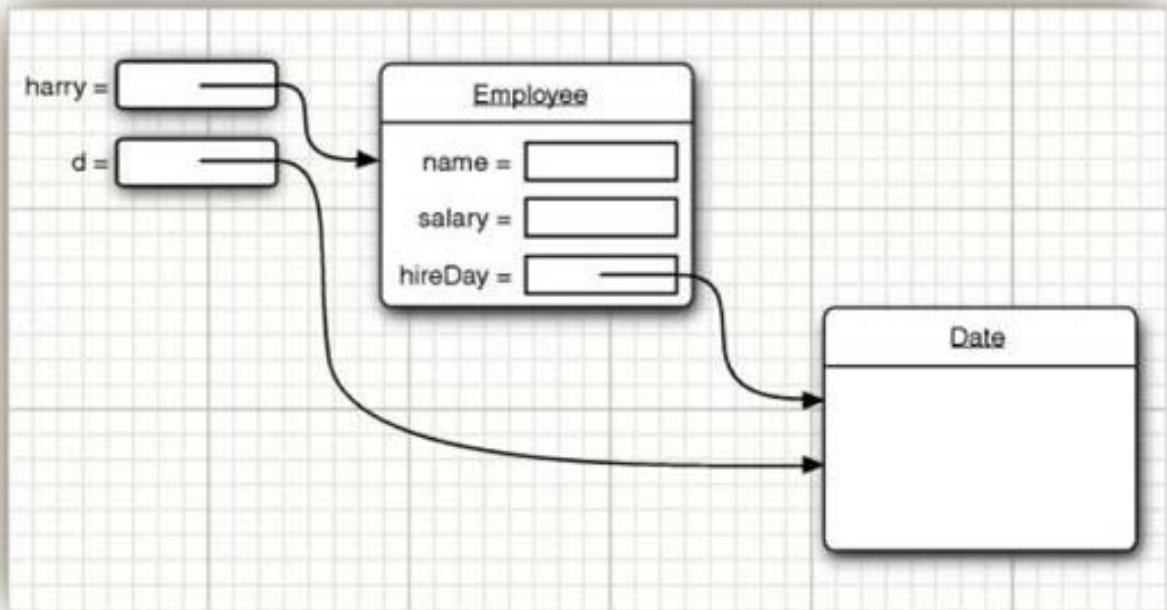 harry =
d =
Employee
name =
salary =
hireDay =
Date